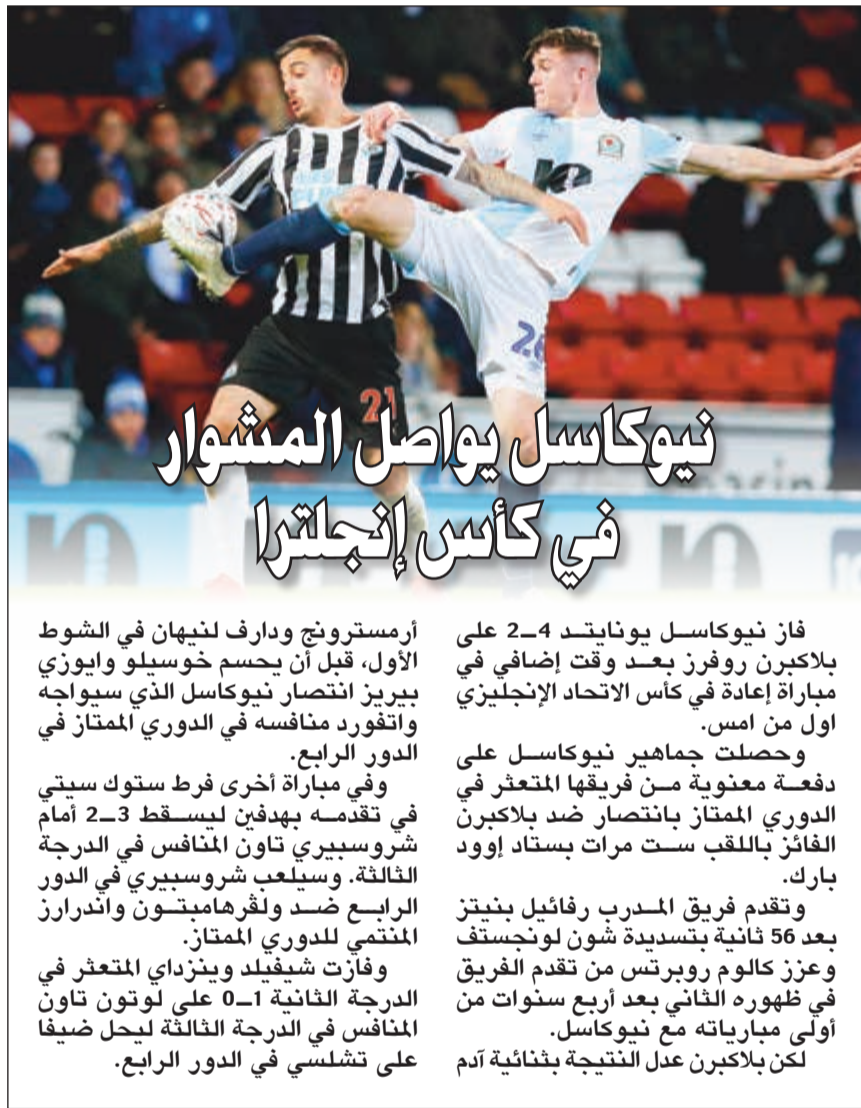 نيوكاسل يواصل المشوار
في كأس إنجلترا
فاز نيوكاسل يونايتد 4-2 على
بلاكبرن روفرز بعد وقت إضافي في
مباراة إعادة في كأس الاتحاد الإنجليزي
اول من امس.
وحصلت جماهير نيوكاسل على
دفعة معنوية من فريقها المتعثر في
الدوري الممتاز بانتصار ضد بلاكبرن
الفائز باللقب ست مرات بستاد إوود
بارك.
وتقدم فريق المدرب رفائيل بنيتز
بعد 56 ثانية بتسديدة شون لونجستف
وعزز كالوم روبرتس من تقدم الفريق
في ظهوره الثاني بعد أربع سنوات من
أولى مبارياته مع نيوكاسل.
لكن بلاكبرن عدل النتيجة بثنائية آدم
أرمسترونج ودارف لنيهان في الشوط
الأول، قبل أن يحسم خوسيلو وايوزي
بيريز انتصار نيوكاسل الذي سيواجه
واتفورد منافسه في الدوري الممتاز في
الدور الرابع.
وفي مباراة أخرى فرط ستوك سيتي
في تقدمه بهدفين ليسقط 3-2 أمام
شروسبيري تاون المنافس في الدرجة
الثالثة. وسيلعب شروسبيري في الدور
الرابع ضد ولڤرهامبتون واندرارز
المنتمي للدوري الممتاز.
وفازت شيفيلد وينزداي المتعثر في
الدرجة الثانية 1-0 على لوتون تاون
المنافس في الدرجة الثالثة ليحل ضيفا
على تشلسي في الدور الرابع.
21
26
10